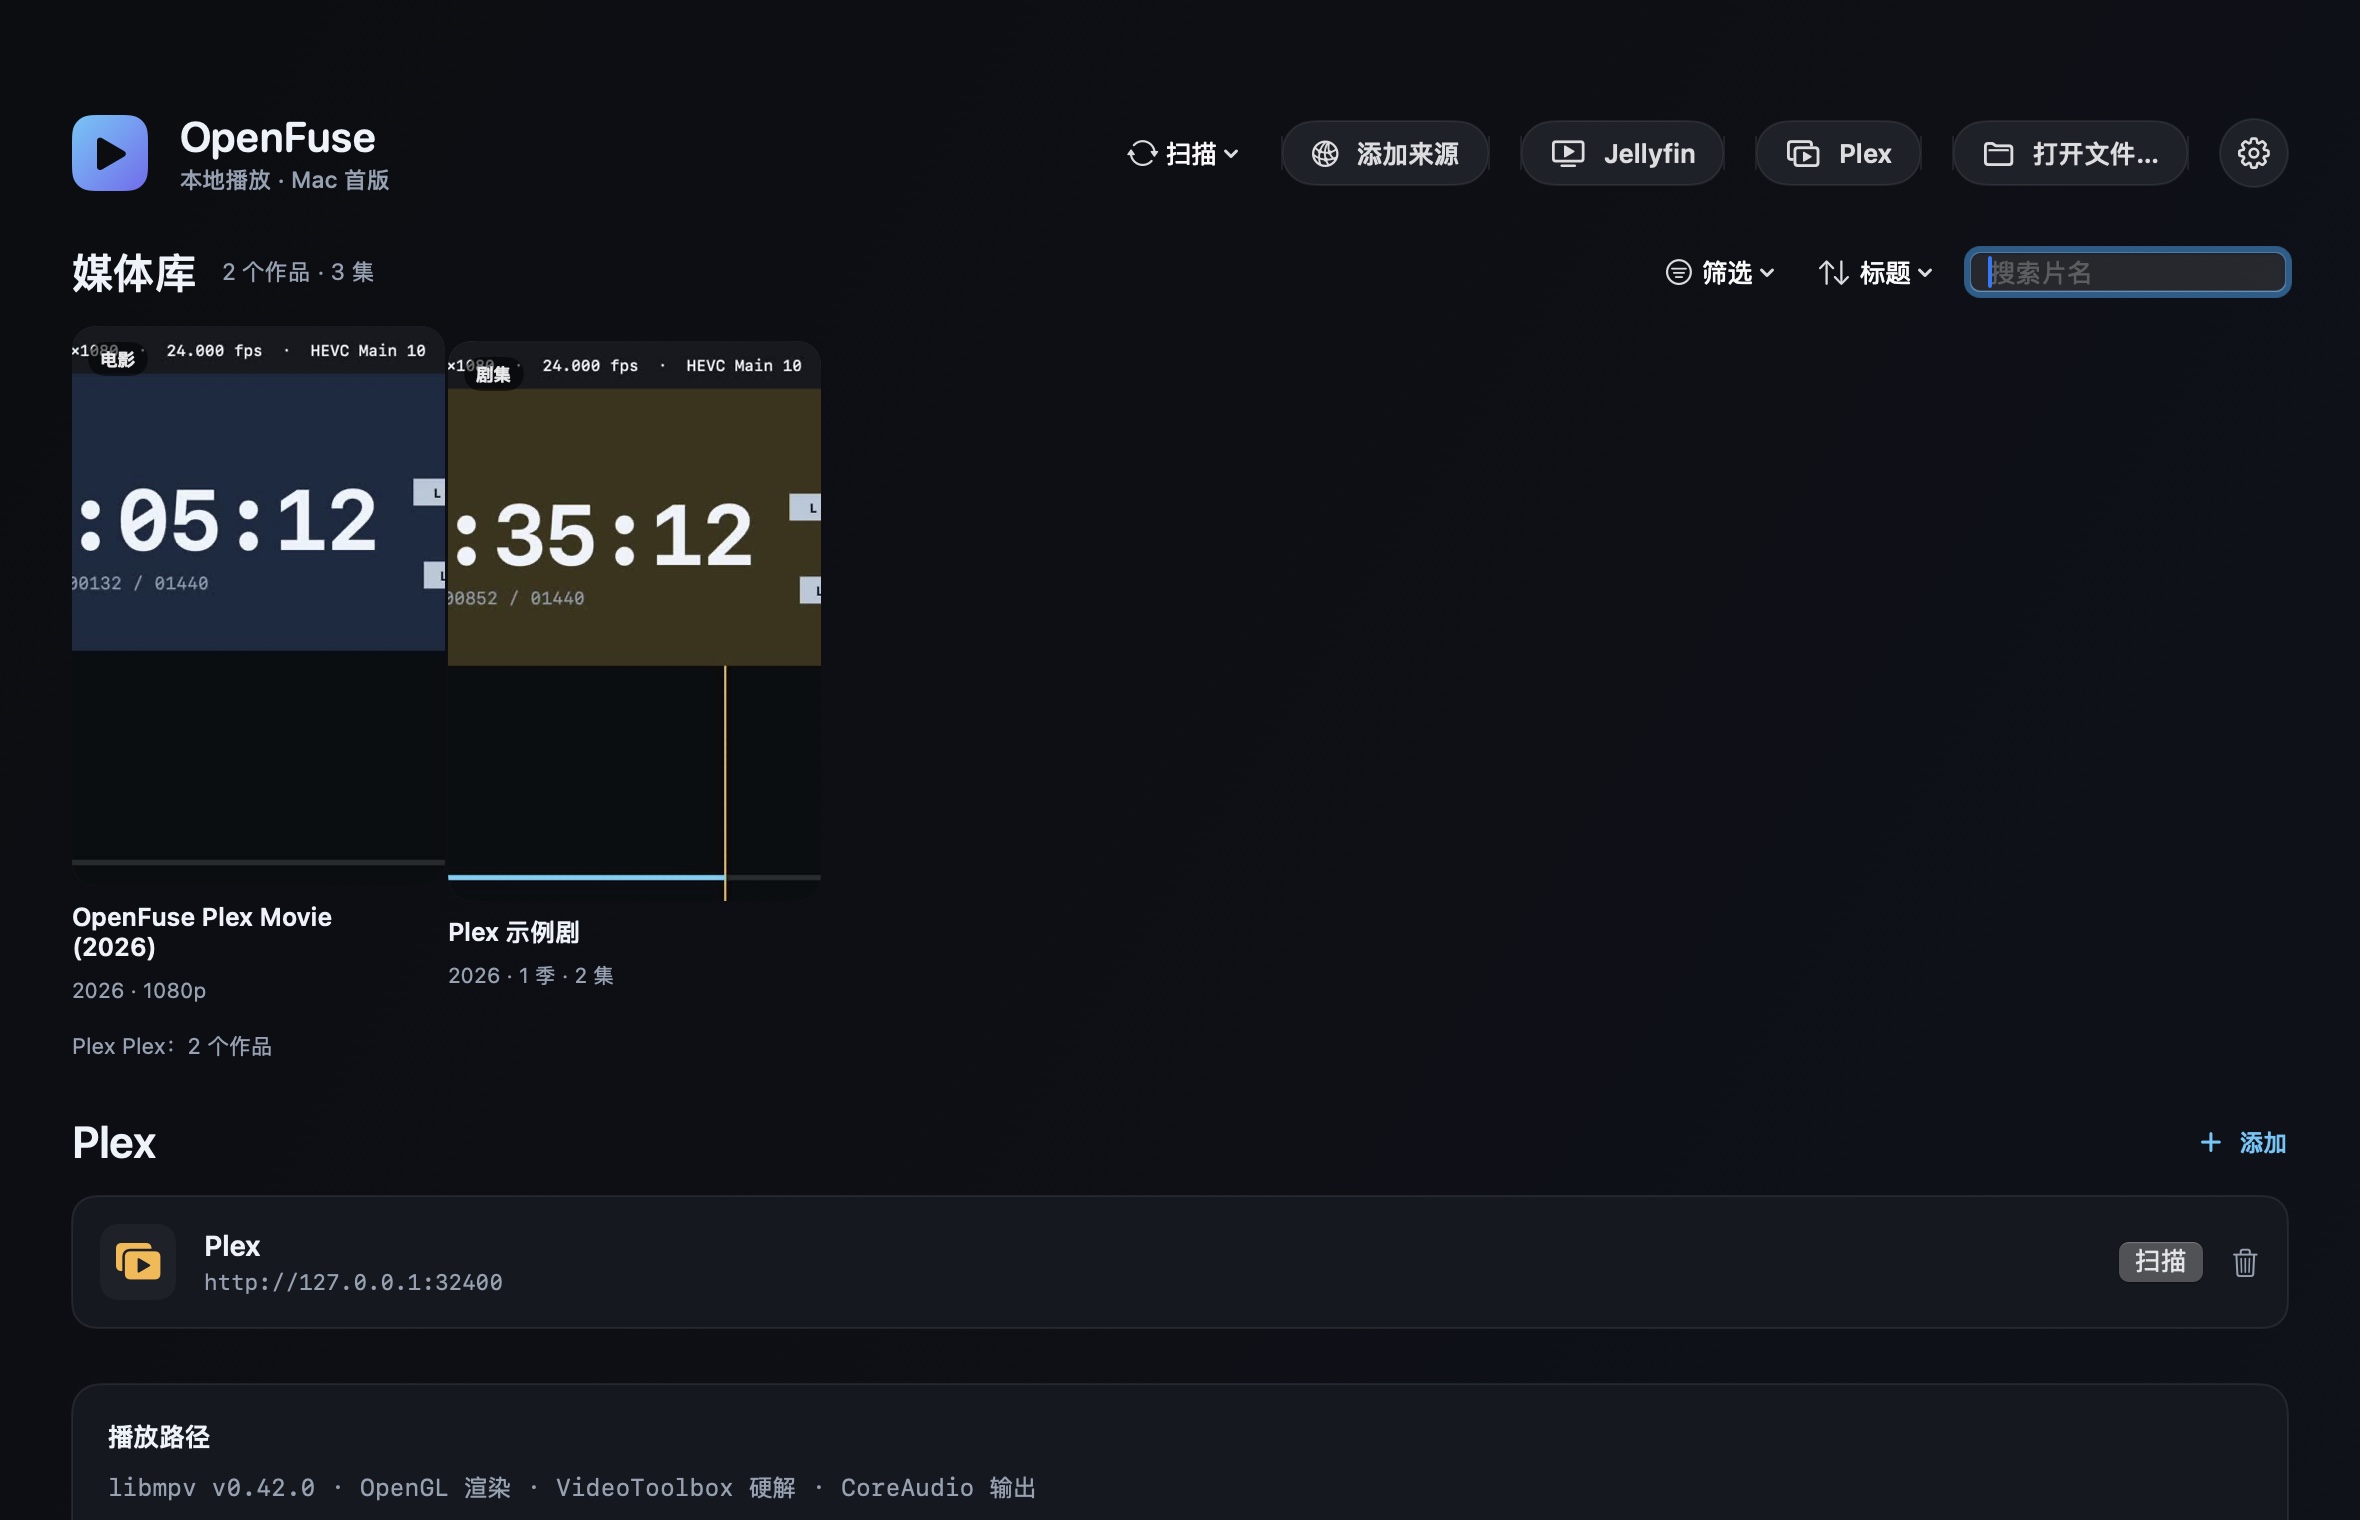 OpenFuse
本地播放 · Mac 首版
扫描
添加来源
Jellyfin
Plex
打开文件...
媒体库
2 个作品 · 3 集
筛选
标题
搜索片名
×1080 · 24.000 fps · HEVC Main 10
电影
:05:12
L
L
00132 / 01440
×1080 · 24.000 fps · HEVC Main 10
剧集
:35:12
L
L
00852 / 01440
OpenFuse Plex Movie
(2026)
2026 · 1080p
Plex 示例剧
2026 · 1 季 · 2 集
Plex Plex：2 个作品
Plex
添加
Plex
http://127.0.0.1:32400
扫描
播放路径
libmpv v0.42.0 · OpenGL 渲染 · VideoToolbox 硬解 · CoreAudio 输出